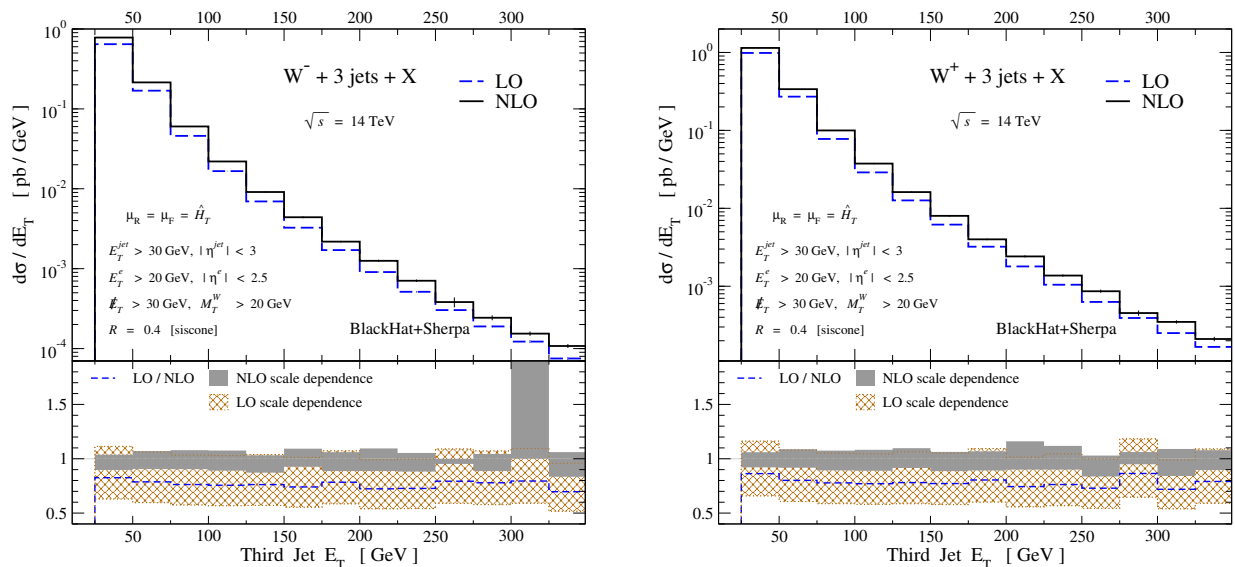 50 100 150 200 250 300
10^0
10^-1
10^-2
10^-3
10^-4
dσ / dE_T [ pb / GeV ]
W^- + 3 jets + X
√s = 14 TeV
LO
NLO
μ_R = μ_F = Ĥ_T
E_T^jet > 30 GeV, | η^jet | < 3
E_T^e > 20 GeV, | η^e | < 2.5
E̸_T > 30 GeV, M_T^W > 20 GeV
R = 0.4 [siscone]
BlackHat+Sherpa
LO / NLO
NLO scale dependence
LO scale dependence
1.5
1
0.5
50 100 150 200 250 300
Third Jet E_T [ GeV ]
50 100 150 200 250 300
10^0
10^-1
10^-2
10^-3
dσ / dE_T [ pb / GeV ]
W^+ + 3 jets + X
√s = 14 TeV
LO
NLO
μ_R = μ_F = Ĥ_T
E_T^jet > 30 GeV, | η^jet | < 3
E_T^e > 20 GeV, | η^e | < 2.5
E̸_T > 30 GeV, M_T^W > 20 GeV
R = 0.4 [siscone]
BlackHat+Sherpa
LO / NLO
NLO scale dependence
LO scale dependence
1.5
1
0.5
50 100 150 200 250 300
Third Jet E_T [ GeV ]